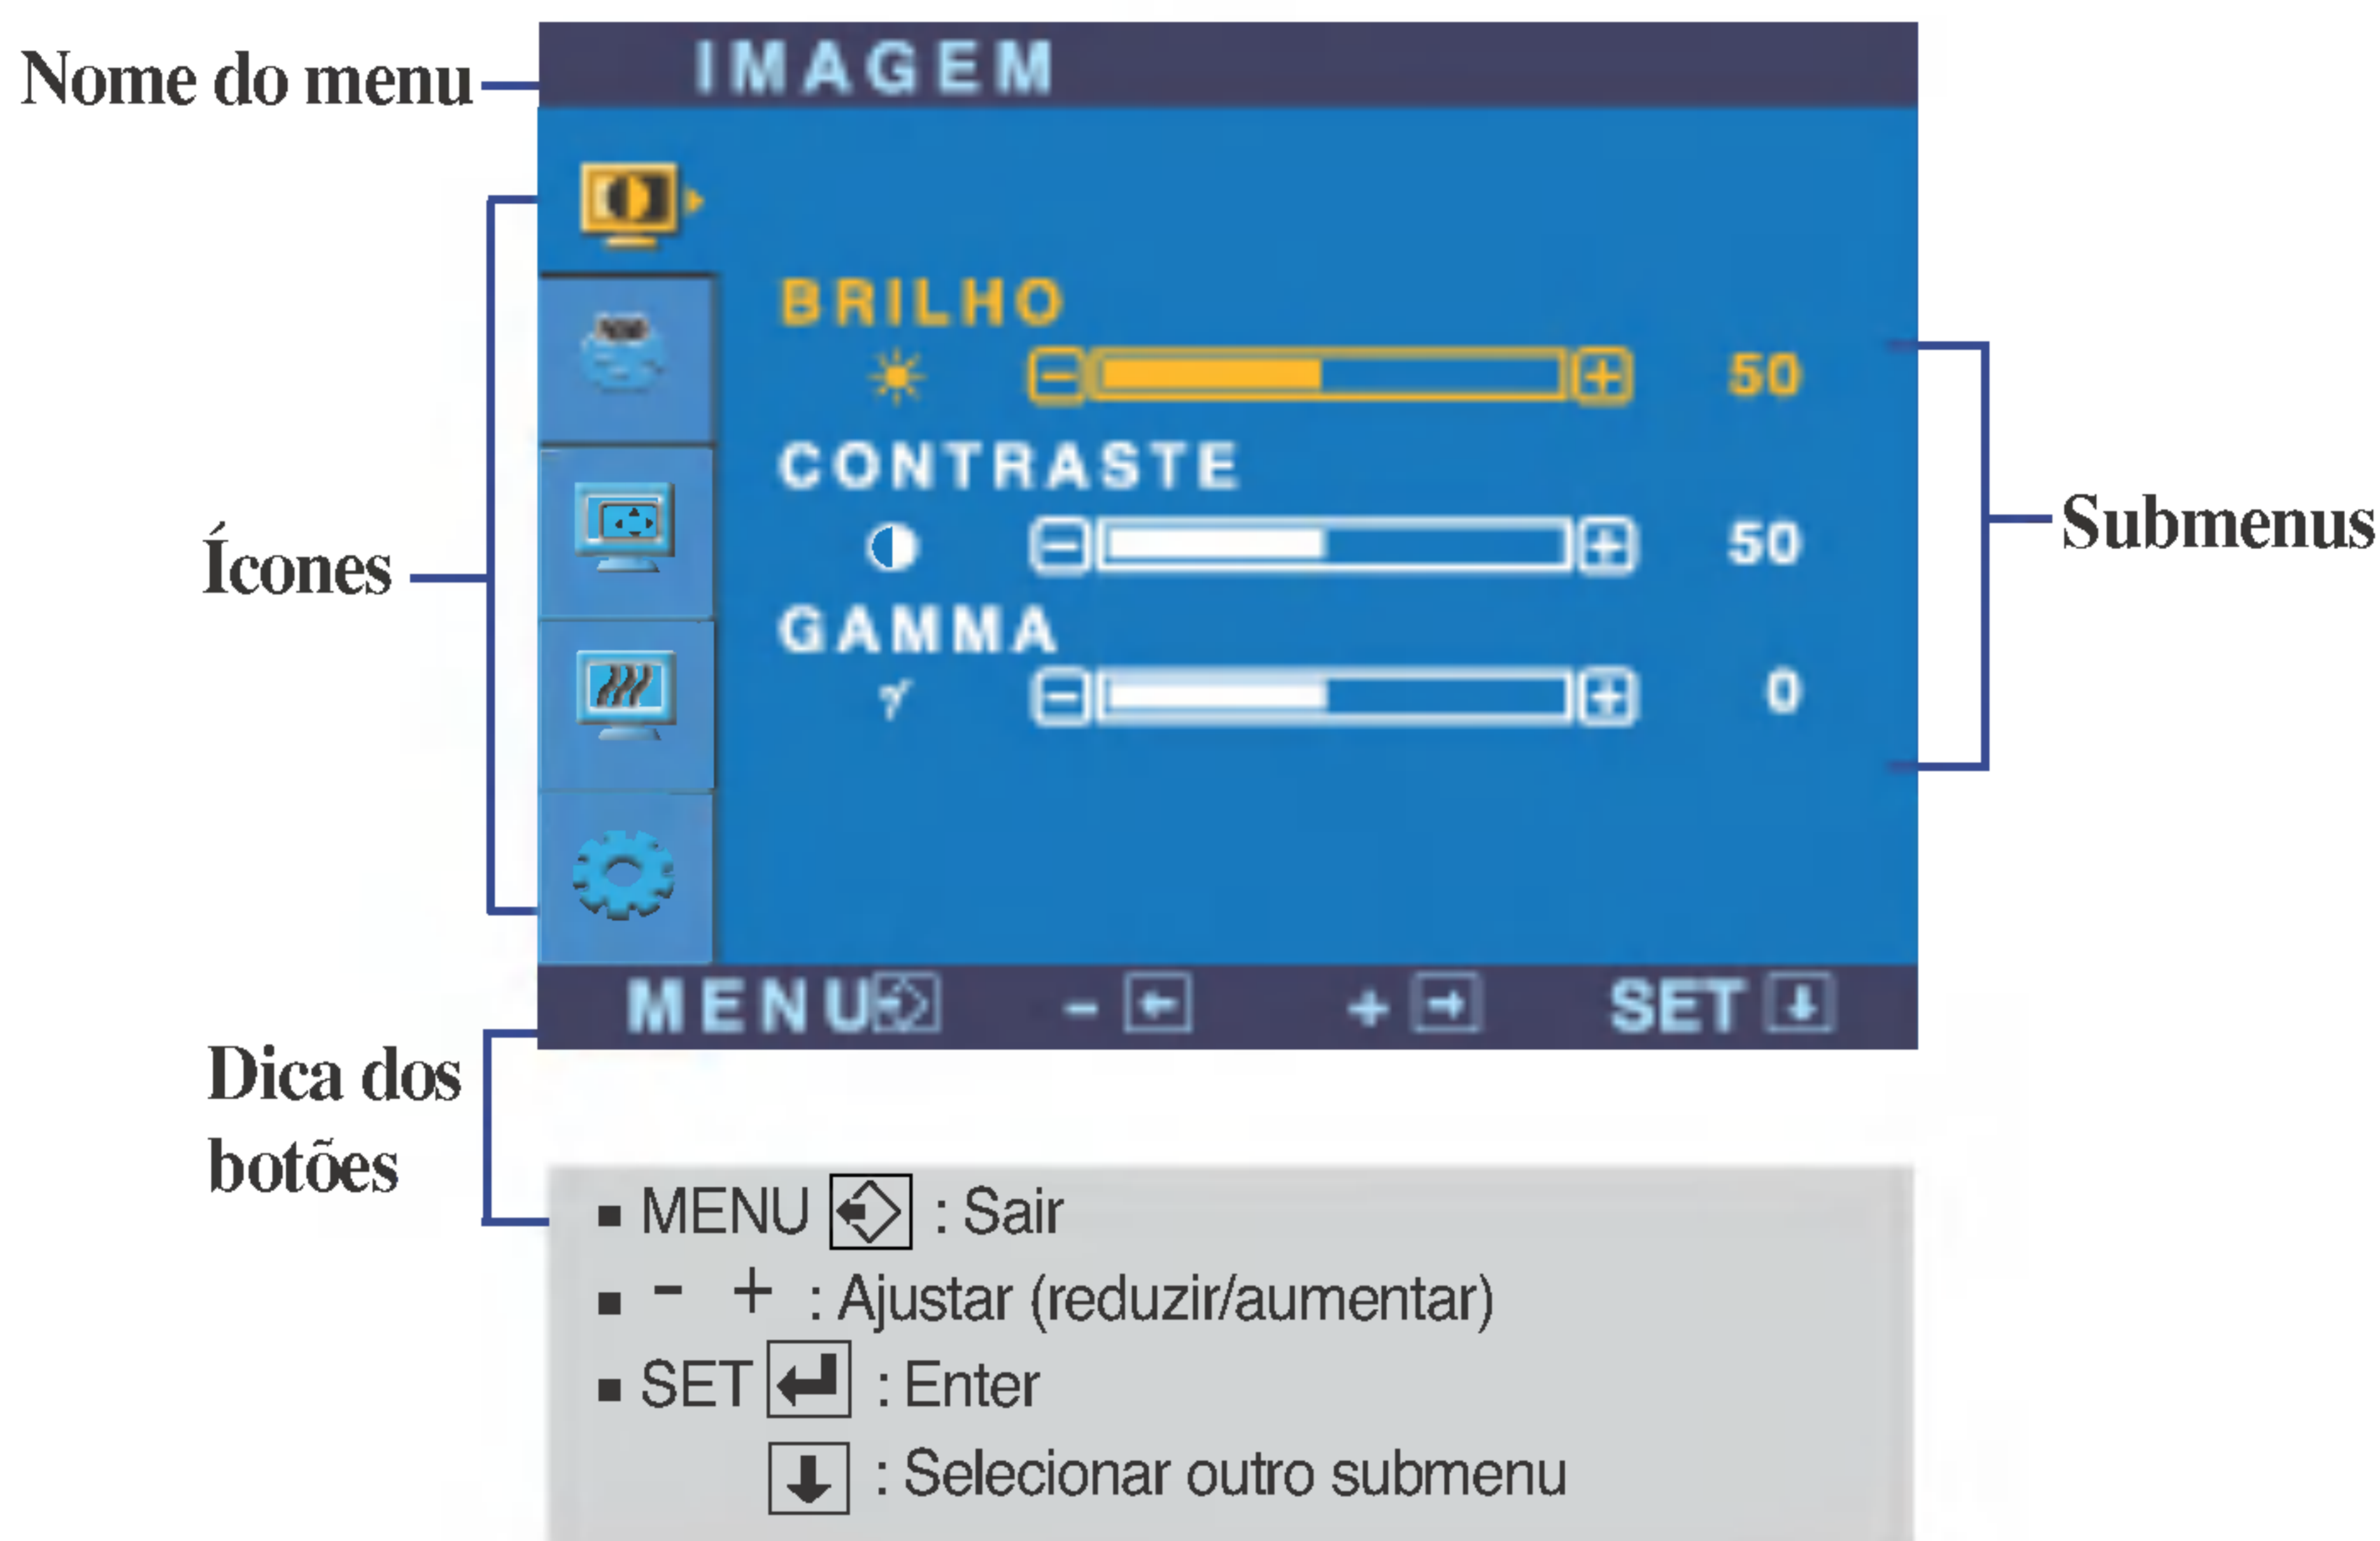 Nome do menu
IMAGEM
BRILHO
50
CONTRASTE
50
GAMMA
γ 0
Ícones
Submenus
MENU - + SET
Dica dos
botões
■ MENU : Sair
■ - + : Ajustar (reduzir/aumentar)
■ SET : Enter
: Selecionar outro submenu